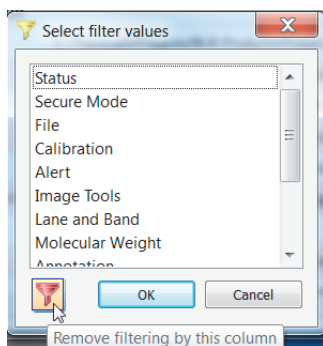 Select filter values
Status
Secure Mode
File
Calibration
Alert
Image Tools
Lane and Band
Molecular Weight
Annotation
OK
Cancel
Remove filtering by this column